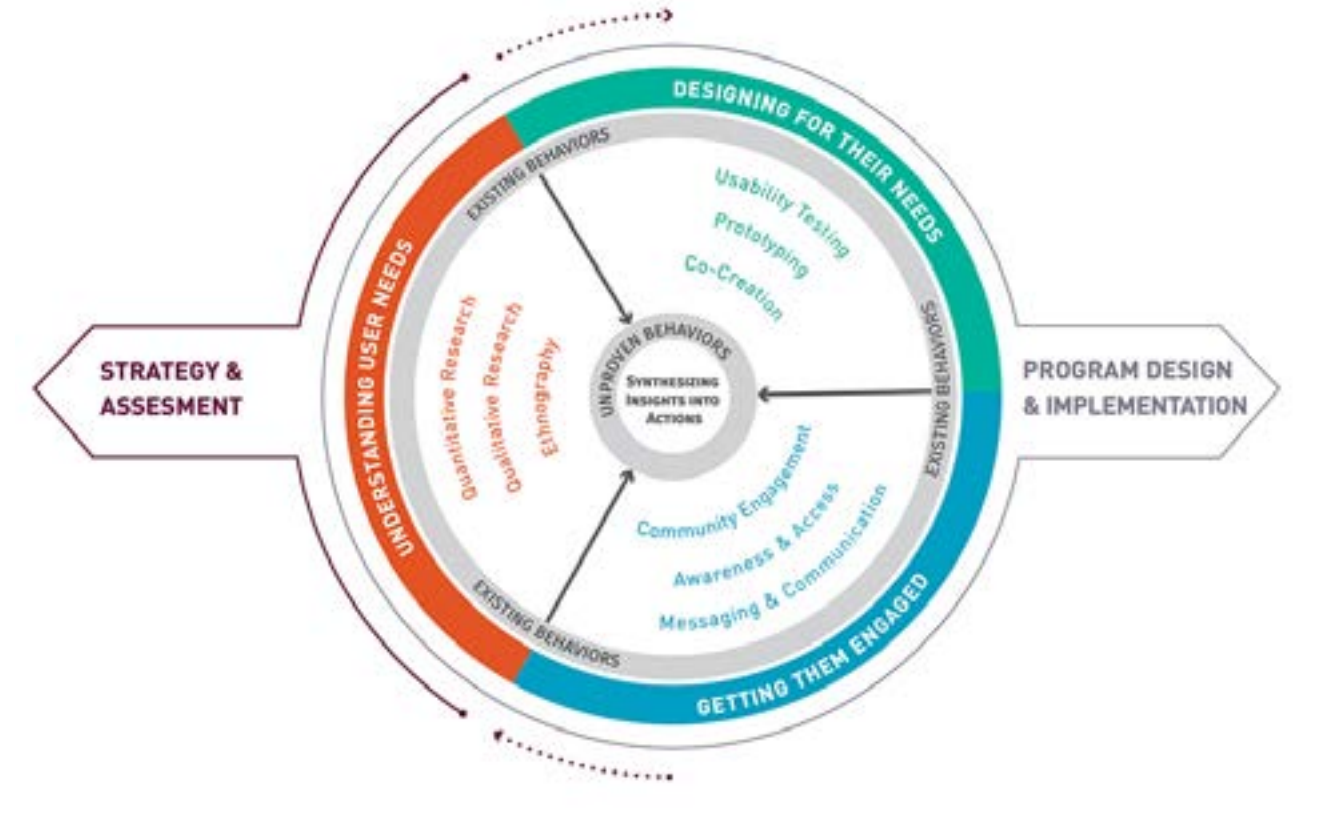 DESIGNING FOR THEIR NEEDS
EXISTING BEHAVIORS
Usability Testing
Prototyping
Co-Creation
UNDERSTANDING USER NEEDS
Quantitative Research
Qualitative Research
Ethnography
UNPROVEN BEHAVIORS
SYNTHESIZING
INSIGHTS INTO
ACTIONS
EXISTING BEHAVIORS
STRATEGY &
ASSESMENT
PROGRAM DESIGN
& IMPLEMENTATION
Community Engagement
Awareness & Access
Messaging & Communication
EXISTING BEHAVIORS
GETTING THEM ENGAGED